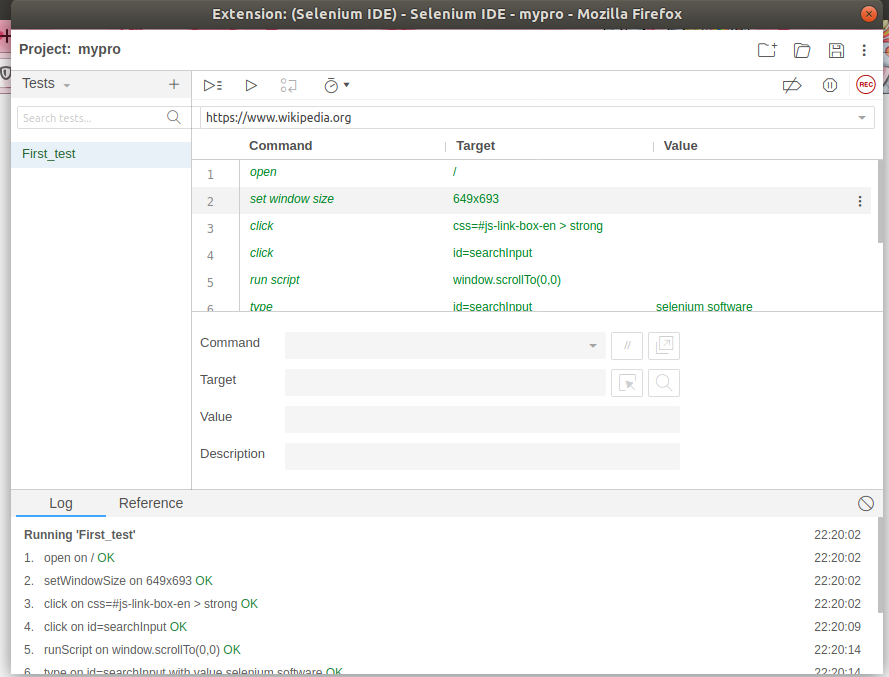 Extension: (Selenium IDE) - Selenium IDE - mypro - Mozilla Firefox
Project: mypro
Tests
REC
Search tests...
https://www.wikipedia.org
First_test
Command Target Value
1 open /
2 set window size 649x693
3 click css=#js-link-box-en > strong
4 click id=searchInput
5 run script window.scrollTo(0,0)
6 type id=searchInput selenium software
Command //
Target
Value
Description
Log Reference
Running 'First_test' 22:20:02
1. open on / OK 22:20:02
2. setWindowSize on 649x693 OK 22:20:02
3. click on css=#js-link-box-en > strong OK 22:20:02
4. click on id=searchInput OK 22:20:09
5. runScript on window.scrollTo(0,0) OK 22:20:14
6. type on id=searchInput with value selenium software OK 22:20:14